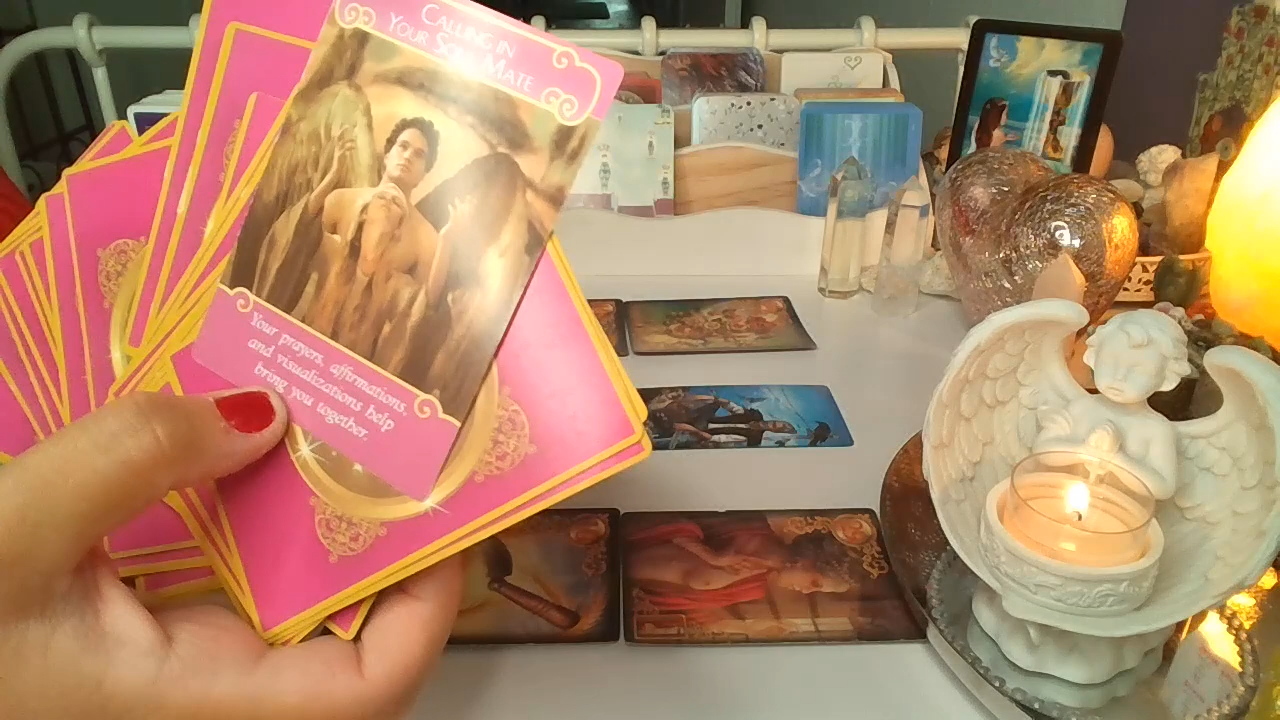 Calling in
Your Soul Mate
Your prayers, affirmations,
and visualizations help
bring you together.